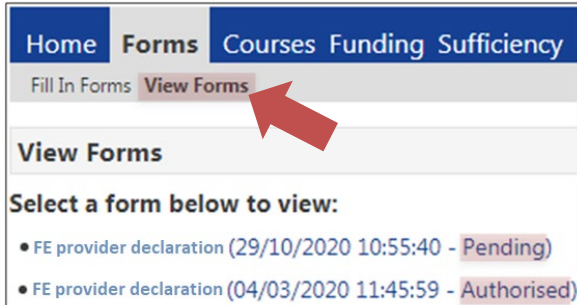 Home Forms Courses Funding Sufficiency
Fill In Forms View Forms
View Forms
Select a form below to view:
• FE provider declaration (29/10/2020 10:55:40 - Pending)
• FE provider declaration (04/03/2020 11:45:59 - Authorised)